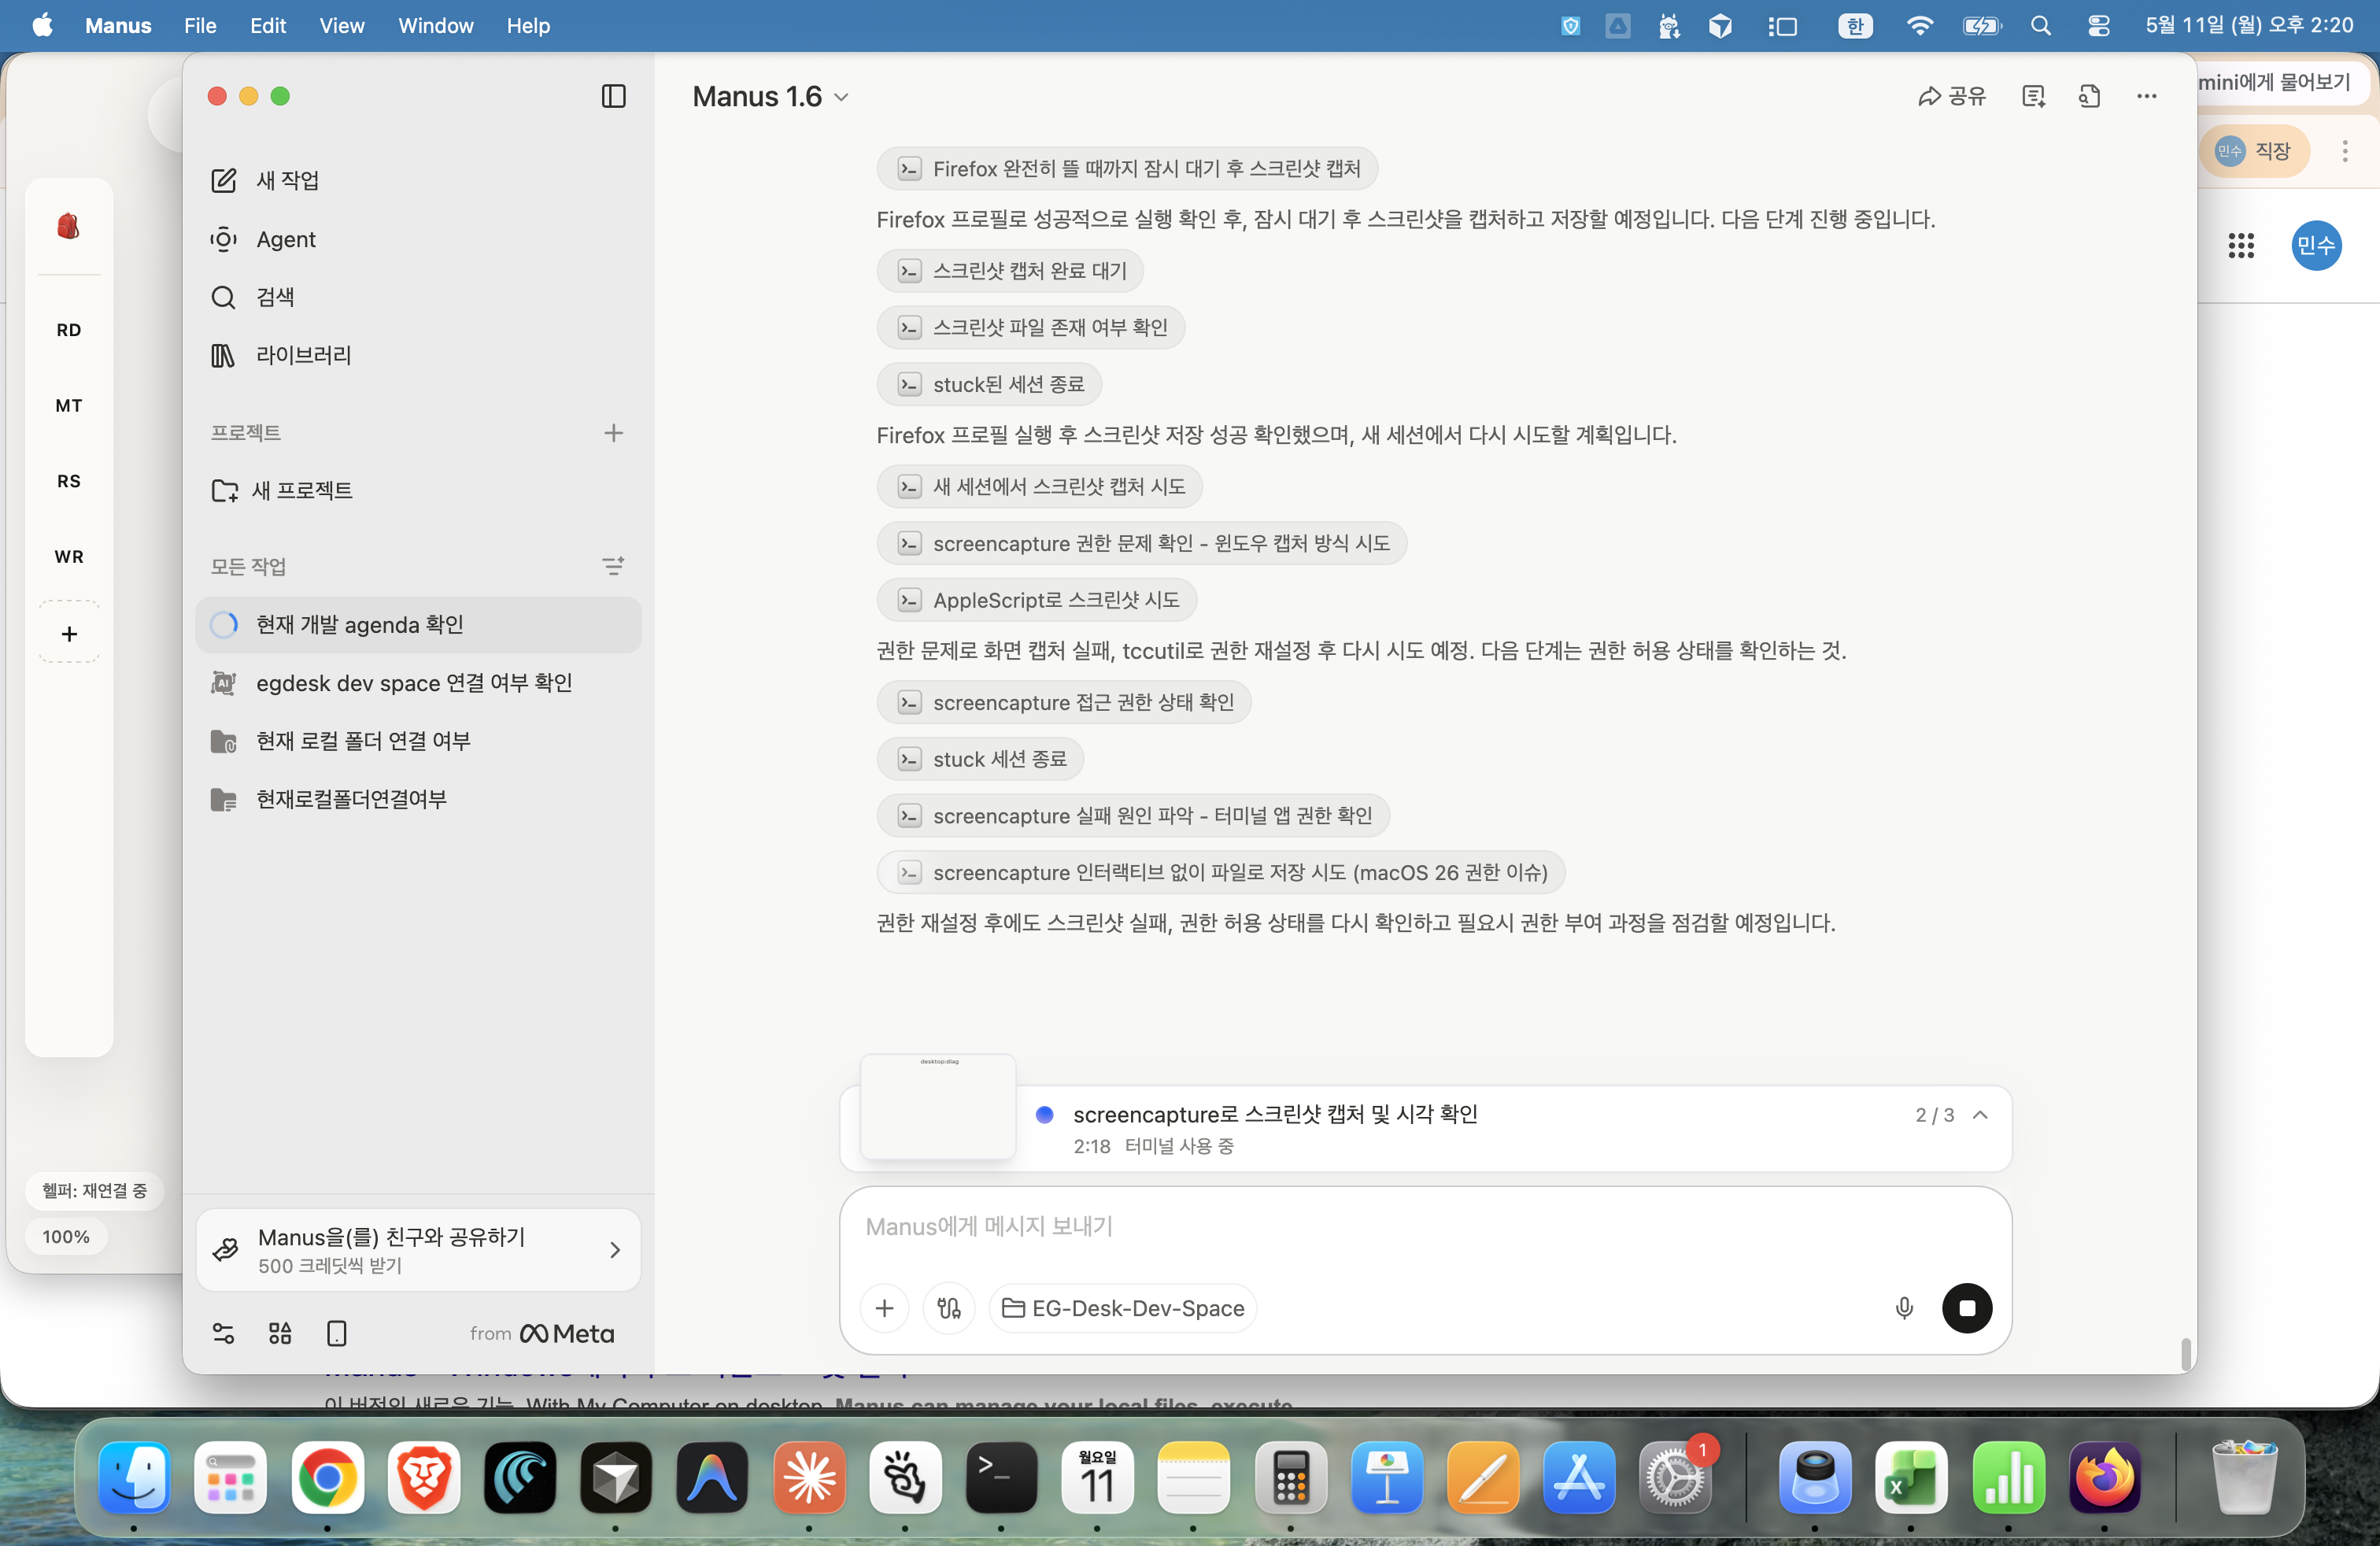 Manus File Edit View Window Help
한 5월 11일 (월) 오후 2:20
mini에게 물어보기
민수 직장
민수
RD
MT
RS
WR
+
헬퍼: 재연결 중
100%
새 작업
Agent
검색
라이브러리
프로젝트
새 프로젝트
모든 작업
현재 개발 agenda 확인
egdesk dev space 연결 여부 확인
현재 로컬 폴더 연결 여부
현재로컬폴더연결여부
Manus을(를) 친구와 공유하기
500 크레딧씩 받기
from Meta
Manus 1.6
공유
Firefox 완전히 뜰 때까지 잠시 대기 후 스크린샷 캡처
Firefox 프로필로 성공적으로 실행 확인 후, 잠시 대기 후 스크린샷을 캡처하고 저장할 예정입니다. 다음 단계 진행 중입니다.
스크린샷 캡처 완료 대기
스크린샷 파일 존재 여부 확인
stuck된 세션 종료
Firefox 프로필 실행 후 스크린샷 저장 성공 확인했으며, 새 세션에서 다시 시도할 계획입니다.
새 세션에서 스크린샷 캡처 시도
screencapture 권한 문제 확인 - 윈도우 캡처 방식 시도
AppleScript로 스크린샷 시도
권한 문제로 화면 캡처 실패, tccutil로 권한 재설정 후 다시 시도 예정. 다음 단계는 권한 허용 상태를 확인하는 것.
screencapture 접근 권한 상태 확인
stuck 세션 종료
screencapture 실패 원인 파악 - 터미널 앱 권한 확인
screencapture 인터랙티브 없이 파일로 저장 시도 (macOS 26 권한 이슈)
권한 재설정 후에도 스크린샷 실패, 권한 허용 상태를 다시 확인하고 필요시 권한 부여 과정을 점검할 예정입니다.
desktop:diag
screencapture로 스크린샷 캡처 및 시각 확인
2 / 3
2:18 터미널 사용 중
Manus에게 메시지 보내기
EG-Desk-Dev-Space
이 버전의 새로운 기능. With My Computer on desktop, Manus can manage your local files, execute
월요일
11
1